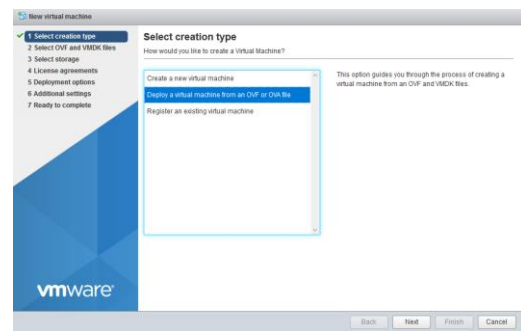 New virtual machine
1 Select creation type
2 Select OVF and VMDK files
3 Select storage
4 License agreements
5 Deployment options
6 Additional settings
7 Ready to complete
vmware
Select creation type
How would you like to create a Virtual Machine?
Create a new virtual machine
Deploy a virtual machine from an OVF or OVA file
Register an existing virtual machine
This option guides you through the process of creating a
virtual machine from an OVF and VMDK files.
Back Next Finish Cancel